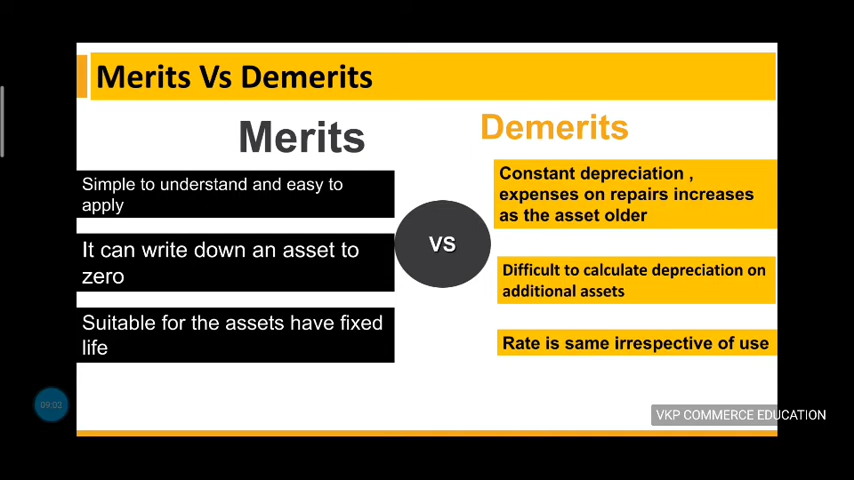 Merits Vs Demerits
Merits
Simple to understand and easy to
apply
It can write down an asset to
zero
Suitable for the assets have fixed
life
VS
Demerits
Constant depreciation ,
expenses on repairs increases
as the asset older
Difficult to calculate depreciation on
additional assets
Rate is same irrespective of use
09:03
VKP COMMERCE EDUCATION